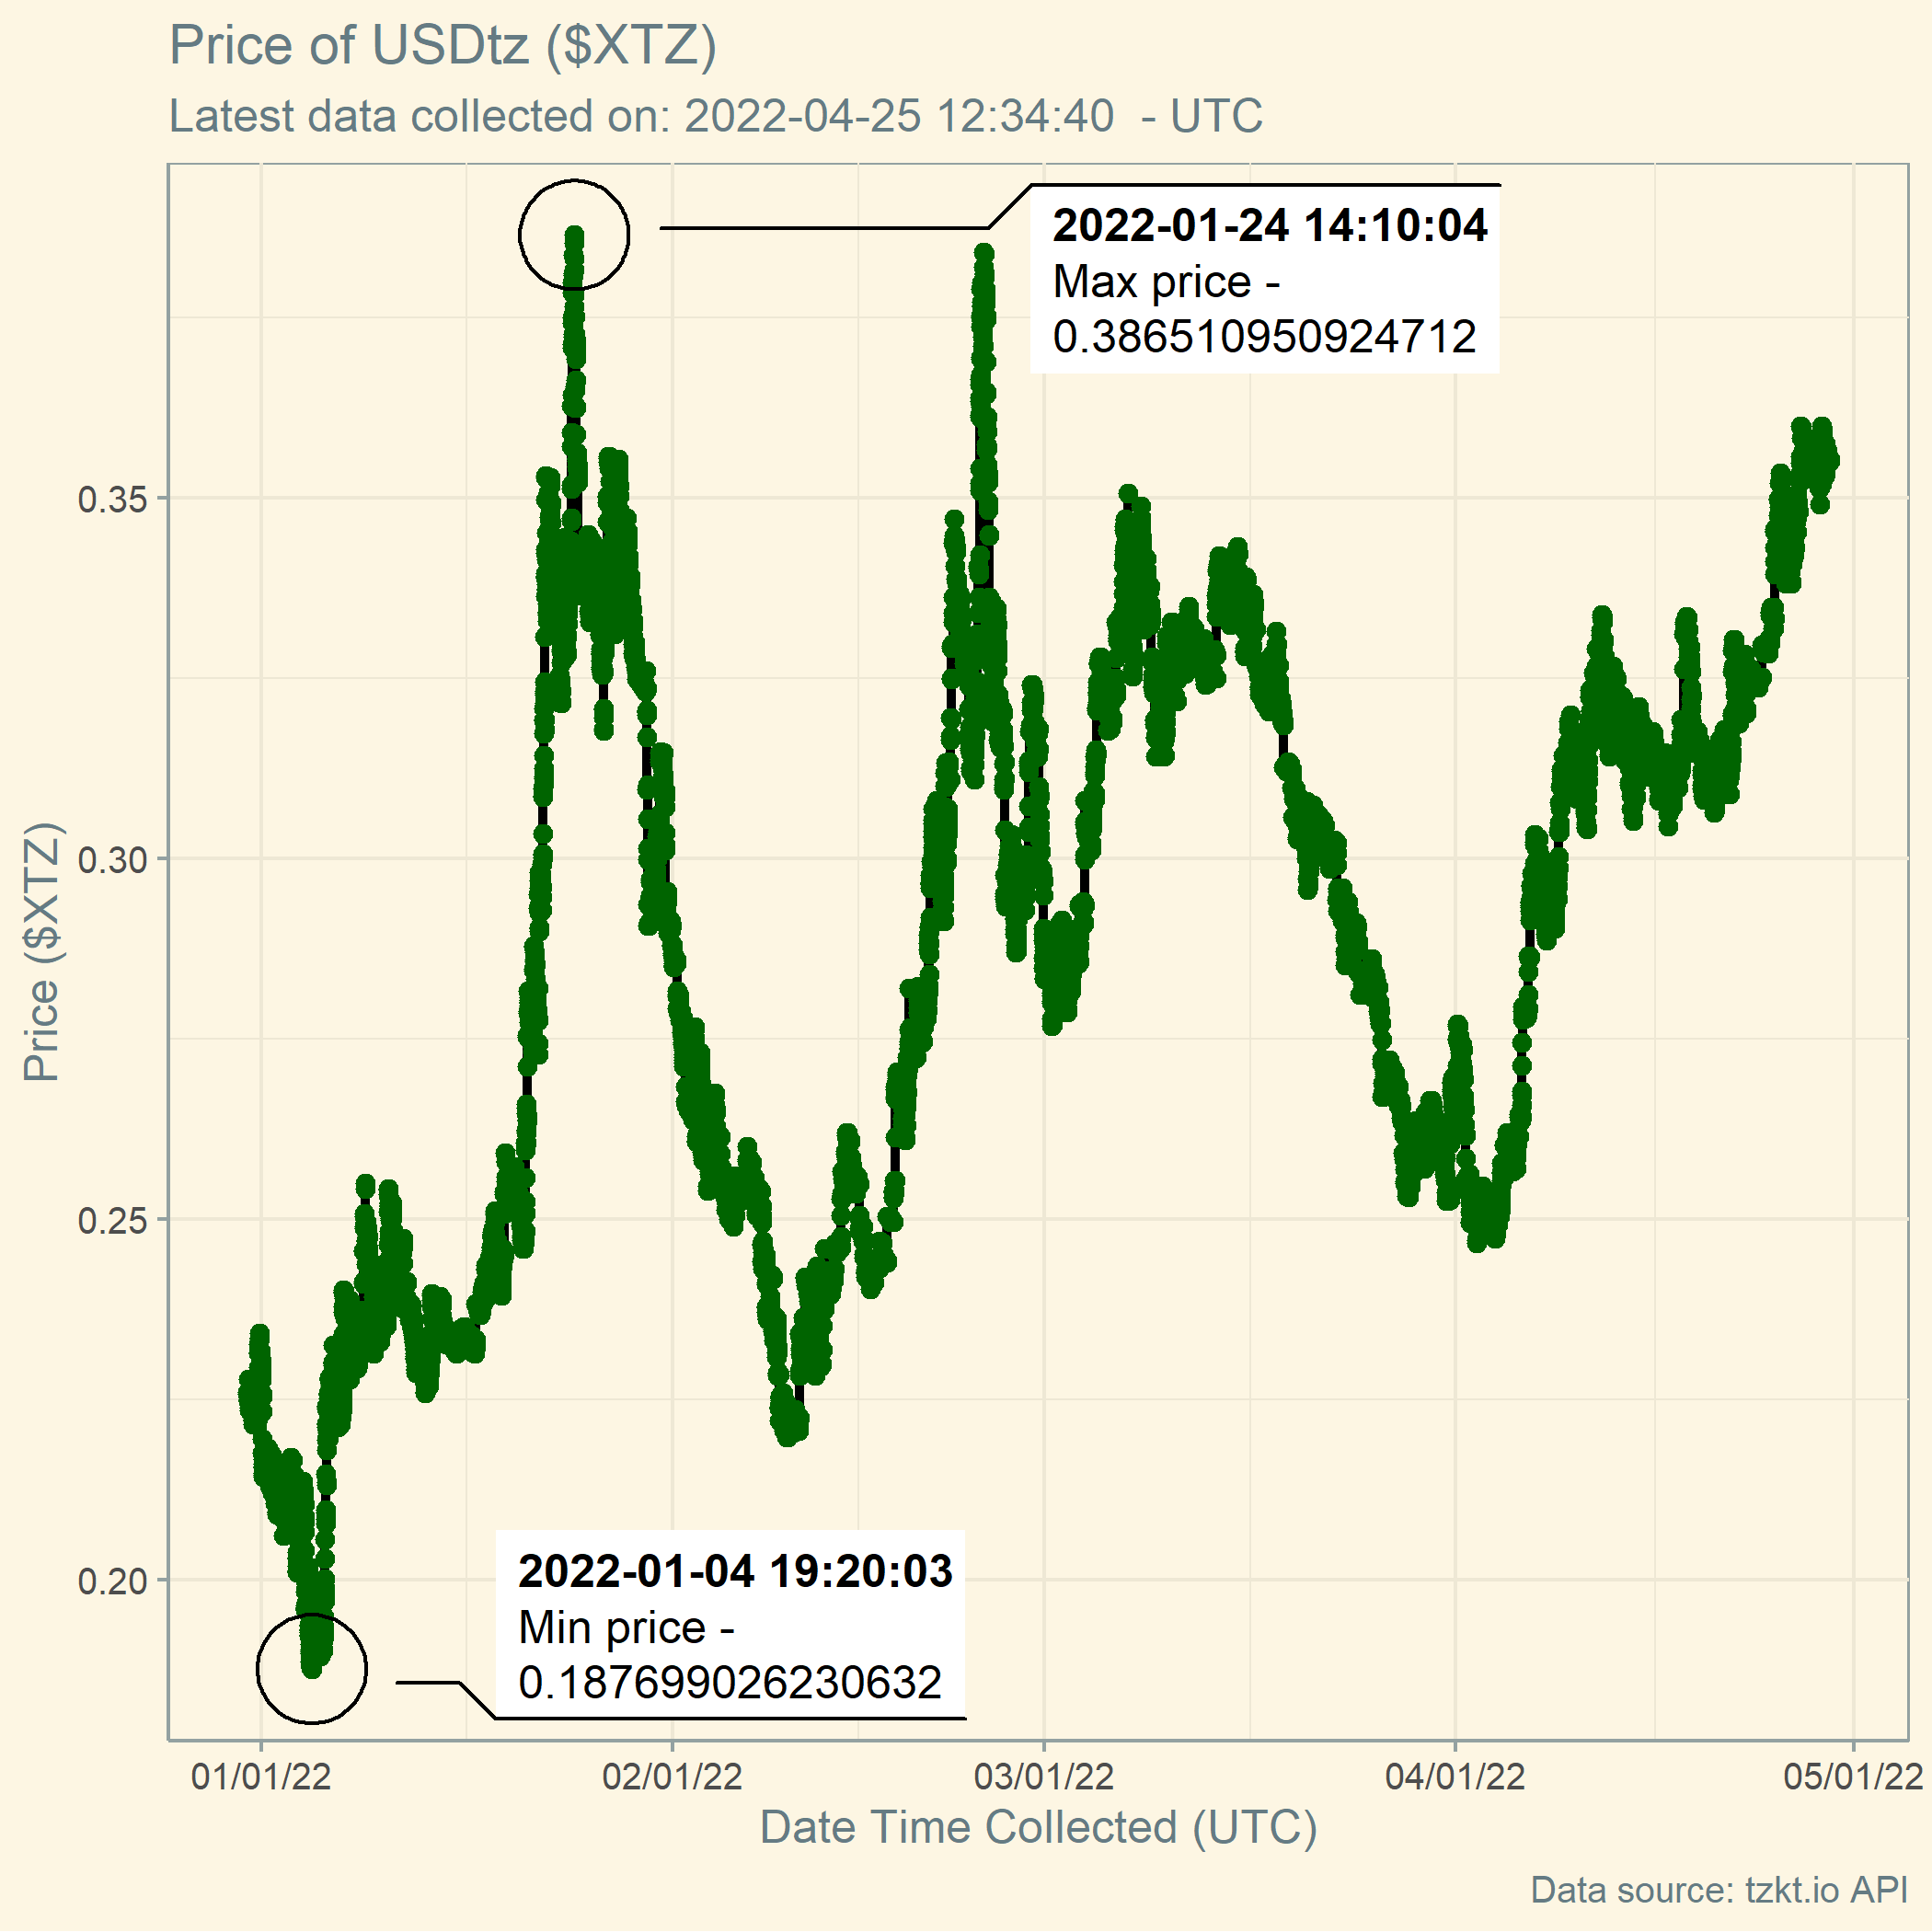 Price of USDtz ($XTZ)
Latest data collected on: 2022-04-25 12:34:40  - UTC
2022-01-24 14:10:04
Max price -
0.386510950924712
0.35
0.30
0.25
0.20
Price ($XTZ)
2022-01-04 19:20:03
Min price -
0.187699026230632
01/01/22
02/01/22
03/01/22
04/01/22
05/01/22
Date Time Collected (UTC)
Data source: tzkt.io API